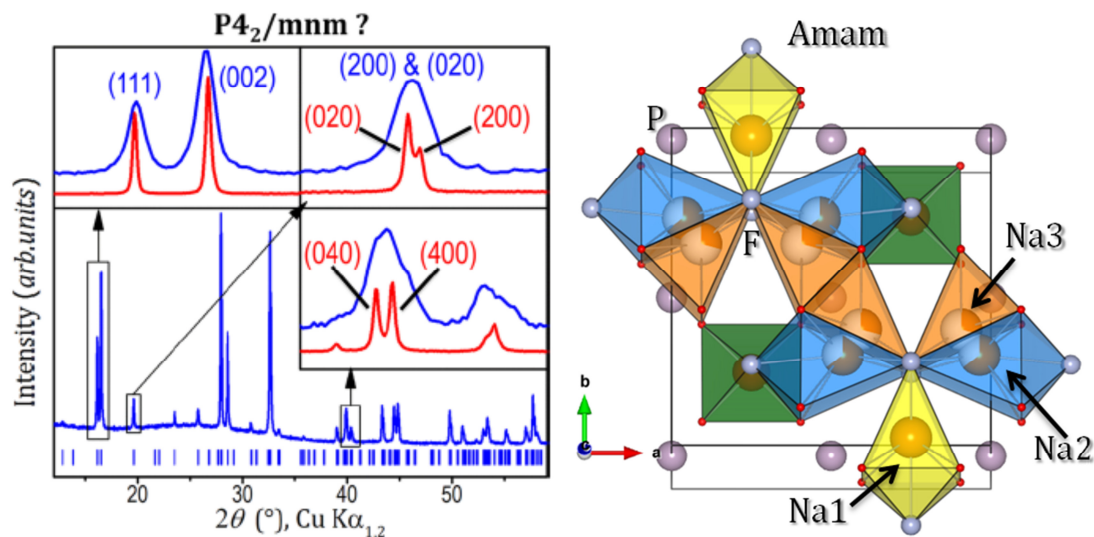 P4₂/mnm ?
(111)
(002)
(200) & (020)
(020)
(200)
(040)
(400)
Intensity (arb.units)
20
30
40
50
2θ (°), Cu Kα₁,₂
Amam
P
F
Na3
Na2
Na1
b
a